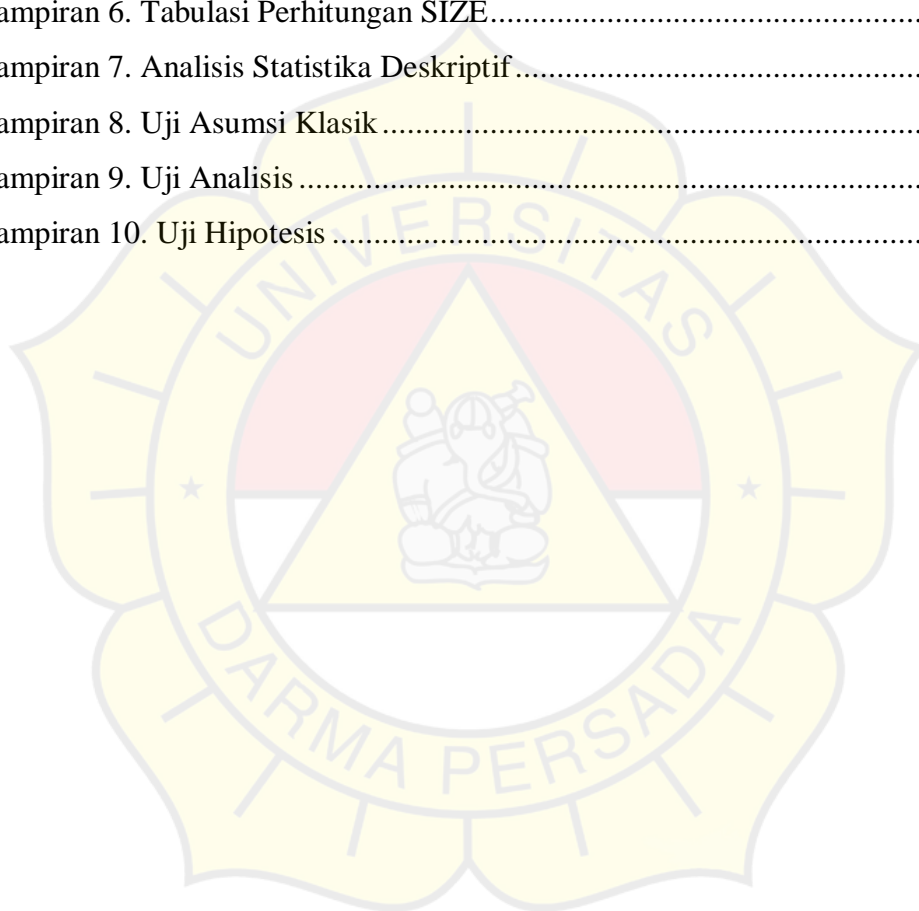 ampiran 6. Tabulasi Perhitungan SIZE..........................................................
ampiran 7. Analisis Statistika Deskriptif.......................................................
ampiran 8. Uji Asumsi Klasik.......................................................................
ampiran 9. Uji Analisis.................................................................................
ampiran 10. Uji Hipotesis.............................................................................
UNIVERSITAS
DARMA PERSADA